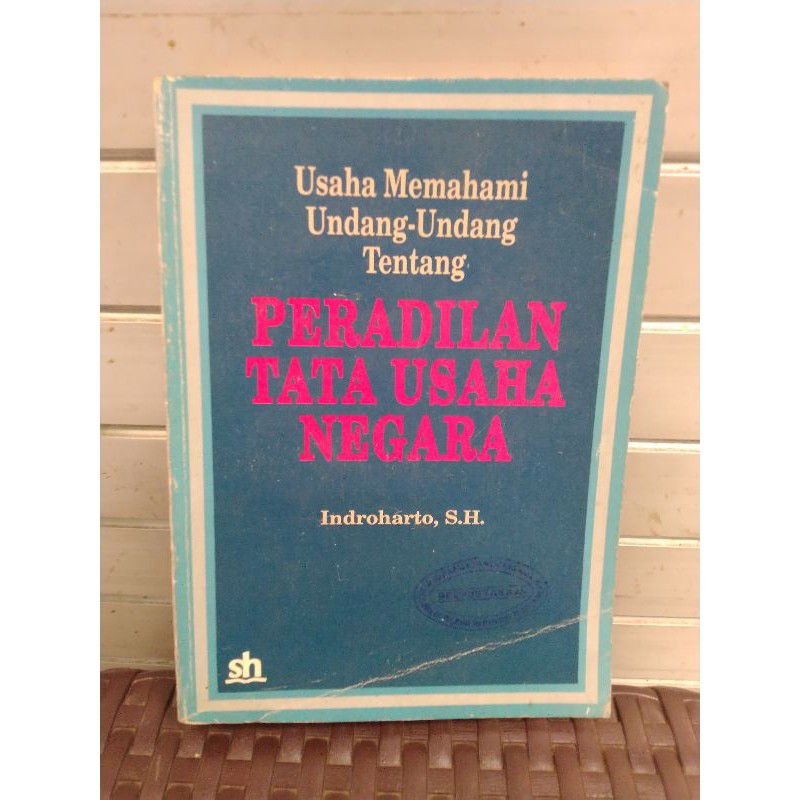 Usaha Memahami
Undang-Undang
Tentang
PERADILAN
TATA USAHA
NEGARA
Indroharto, S.H.
sh